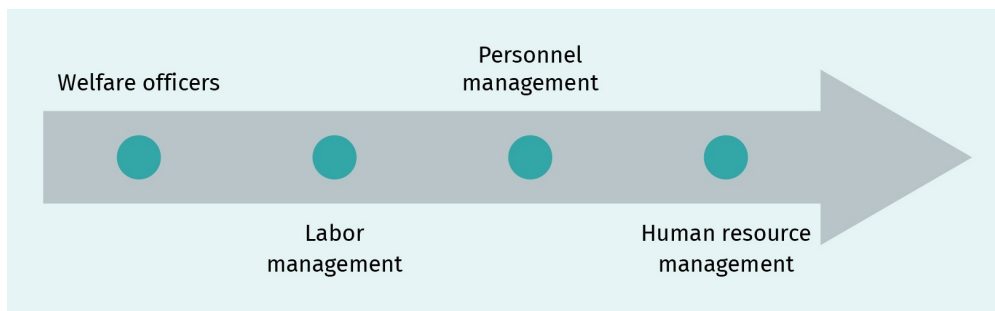 Welfare officers
Labor
management
Personnel
management
Human resource
management